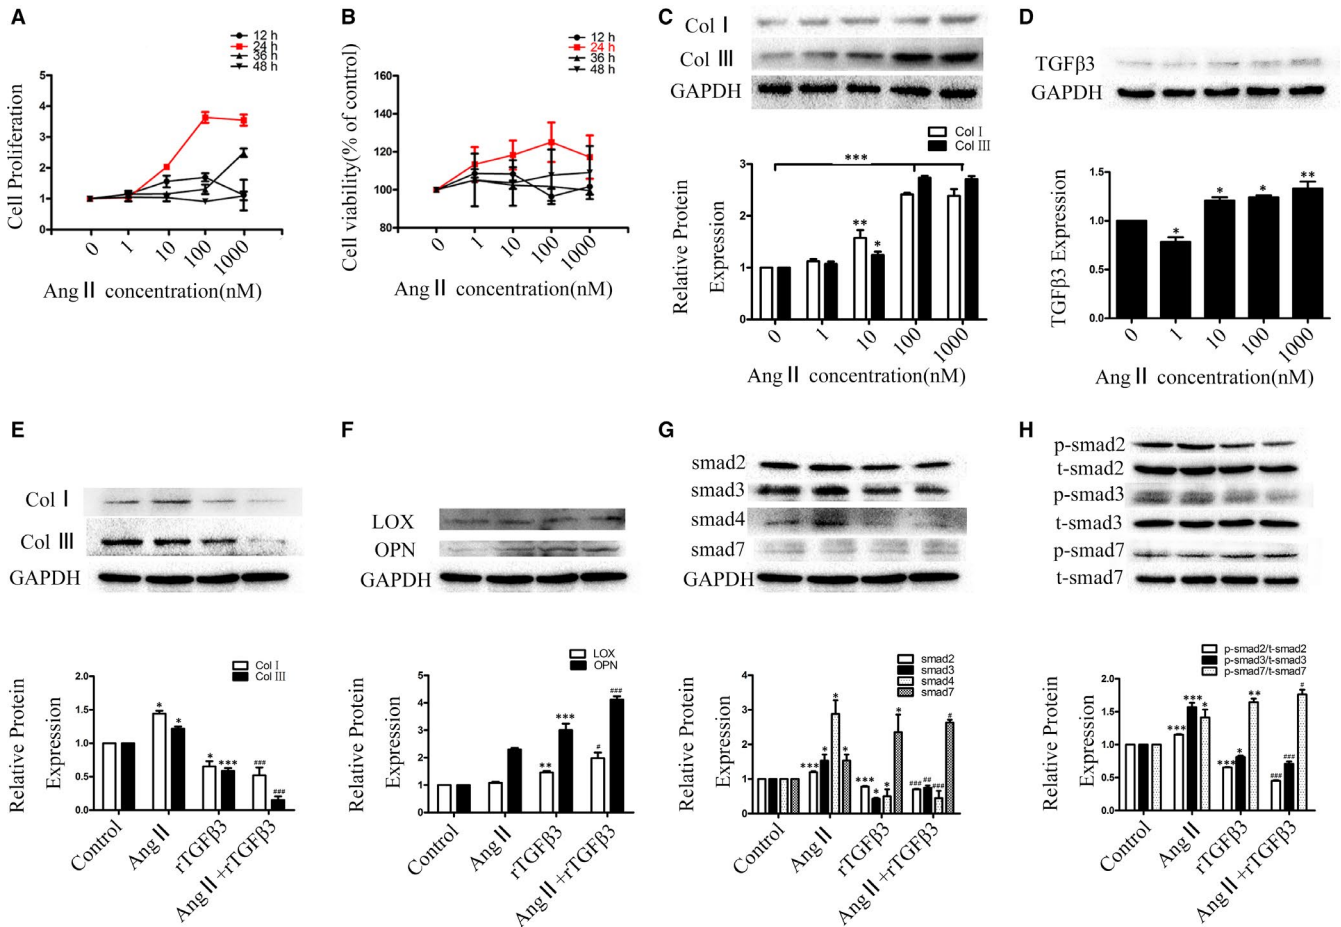 A
12 h
24 h
36 h
48 h
Cell Proliferation
5
4
3
2
1
0
0
1
10
100
1000
Ang Ⅱ concentration(nM)
B
12 h
24 h
36 h
48 h
Cell viability(% of control)
160
140
120
100
80
0
1
10
100
1000
Ang Ⅱ concentration(nM)
C
Col Ⅰ
Col Ⅲ
GAPDH
Col I
Col III
Relative Protein
Expression
3
2
1
0
***
**
*
0
1
10
100
1000
Ang Ⅱ concentration(nM)
D
TGFβ3
GAPDH
TGFβ3 Expression
1.5
1.0
0.5
0.0
*
*
*
**
0
1
10
100
1000
Ang Ⅱ concentration(nM)
E
Col Ⅰ
Col Ⅲ
GAPDH
Col I
Col III
Relative Protein
Expression
2.0
1.5
1.0
0.5
0.0
*
*
*
***
###
###
Control
Ang Ⅱ
rTGFβ3
Ang Ⅱ+rTGFβ3
F
LOX
OPN
GAPDH
LOX
OPN
Relative Protein
Expression
5
4
3
2
1
0
**
***
#
###
Control
Ang Ⅱ
rTGFβ3
Ang Ⅱ+rTGFβ3
G
smad2
smad3
smad4
smad7
GAPDH
smad2
smad3
smad4
smad7
Relative Protein
Expression
4
3
2
1
0
***
*
*
*
***
*
*
*
###
##
###
#
Control
Ang Ⅱ
rTGFβ3
Ang Ⅱ+rTGFβ3
H
p-smad2
t-smad2
p-smad3
t-smad3
p-smad7
t-smad7
p-smad2/t-smad2
p-smad3/t-smad3
p-smad7/t-smad7
Relative Protein
Expression
2.0
1.5
1.0
0.5
0.0
***
***
*
***
*
**
###
###
#
Control
Ang Ⅱ
rTGFβ3
Ang Ⅱ+rTGFβ3